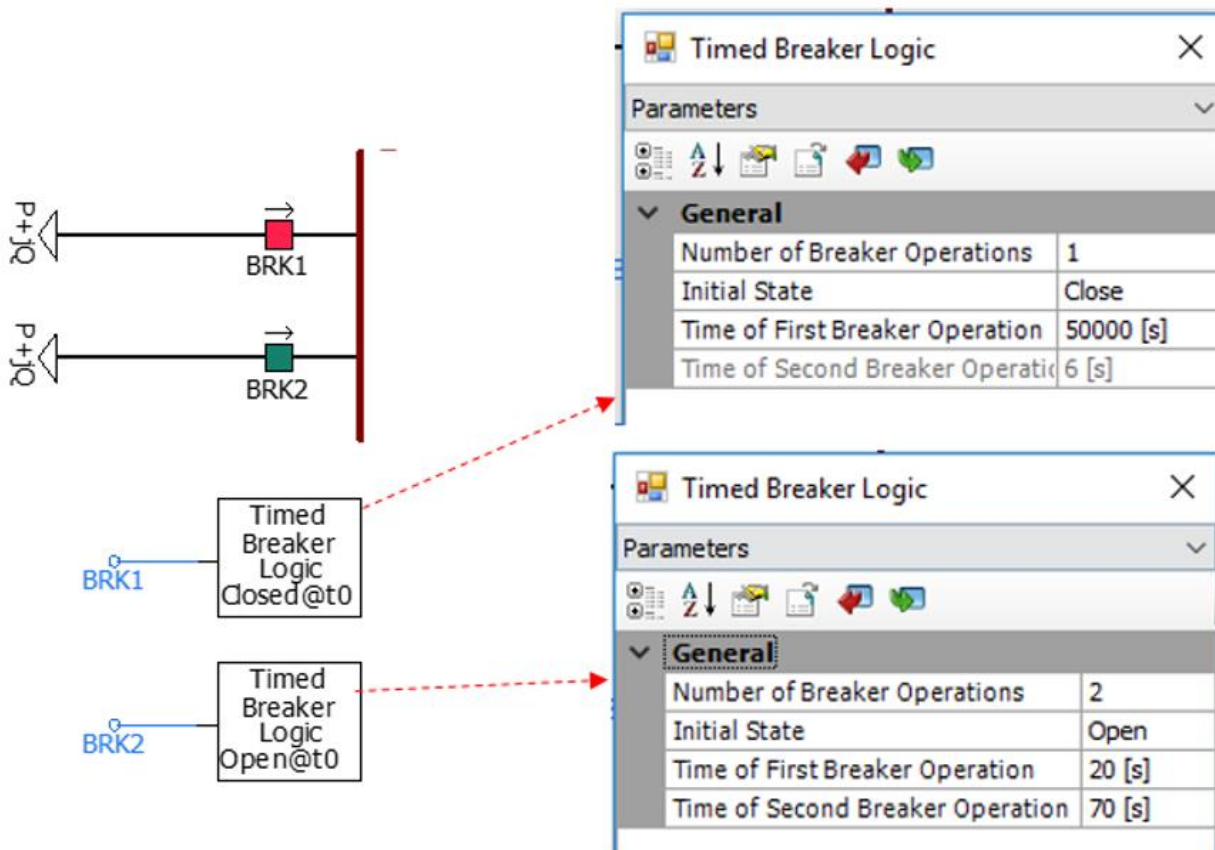 P+jQ
BRK1
P+jQ
BRK2
Timed
Breaker
Logic
Closed@t0
BRK1
Timed
Breaker
Logic
Open@t0
BRK2
Timed Breaker Logic
Parameters
General
Number of Breaker Operations 1
Initial State Close
Time of First Breaker Operation 50000 [s]
Time of Second Breaker Operatic 6 [s]
Timed Breaker Logic
Parameters
General
Number of Breaker Operations 2
Initial State Open
Time of First Breaker Operation 20 [s]
Time of Second Breaker Operation 70 [s]